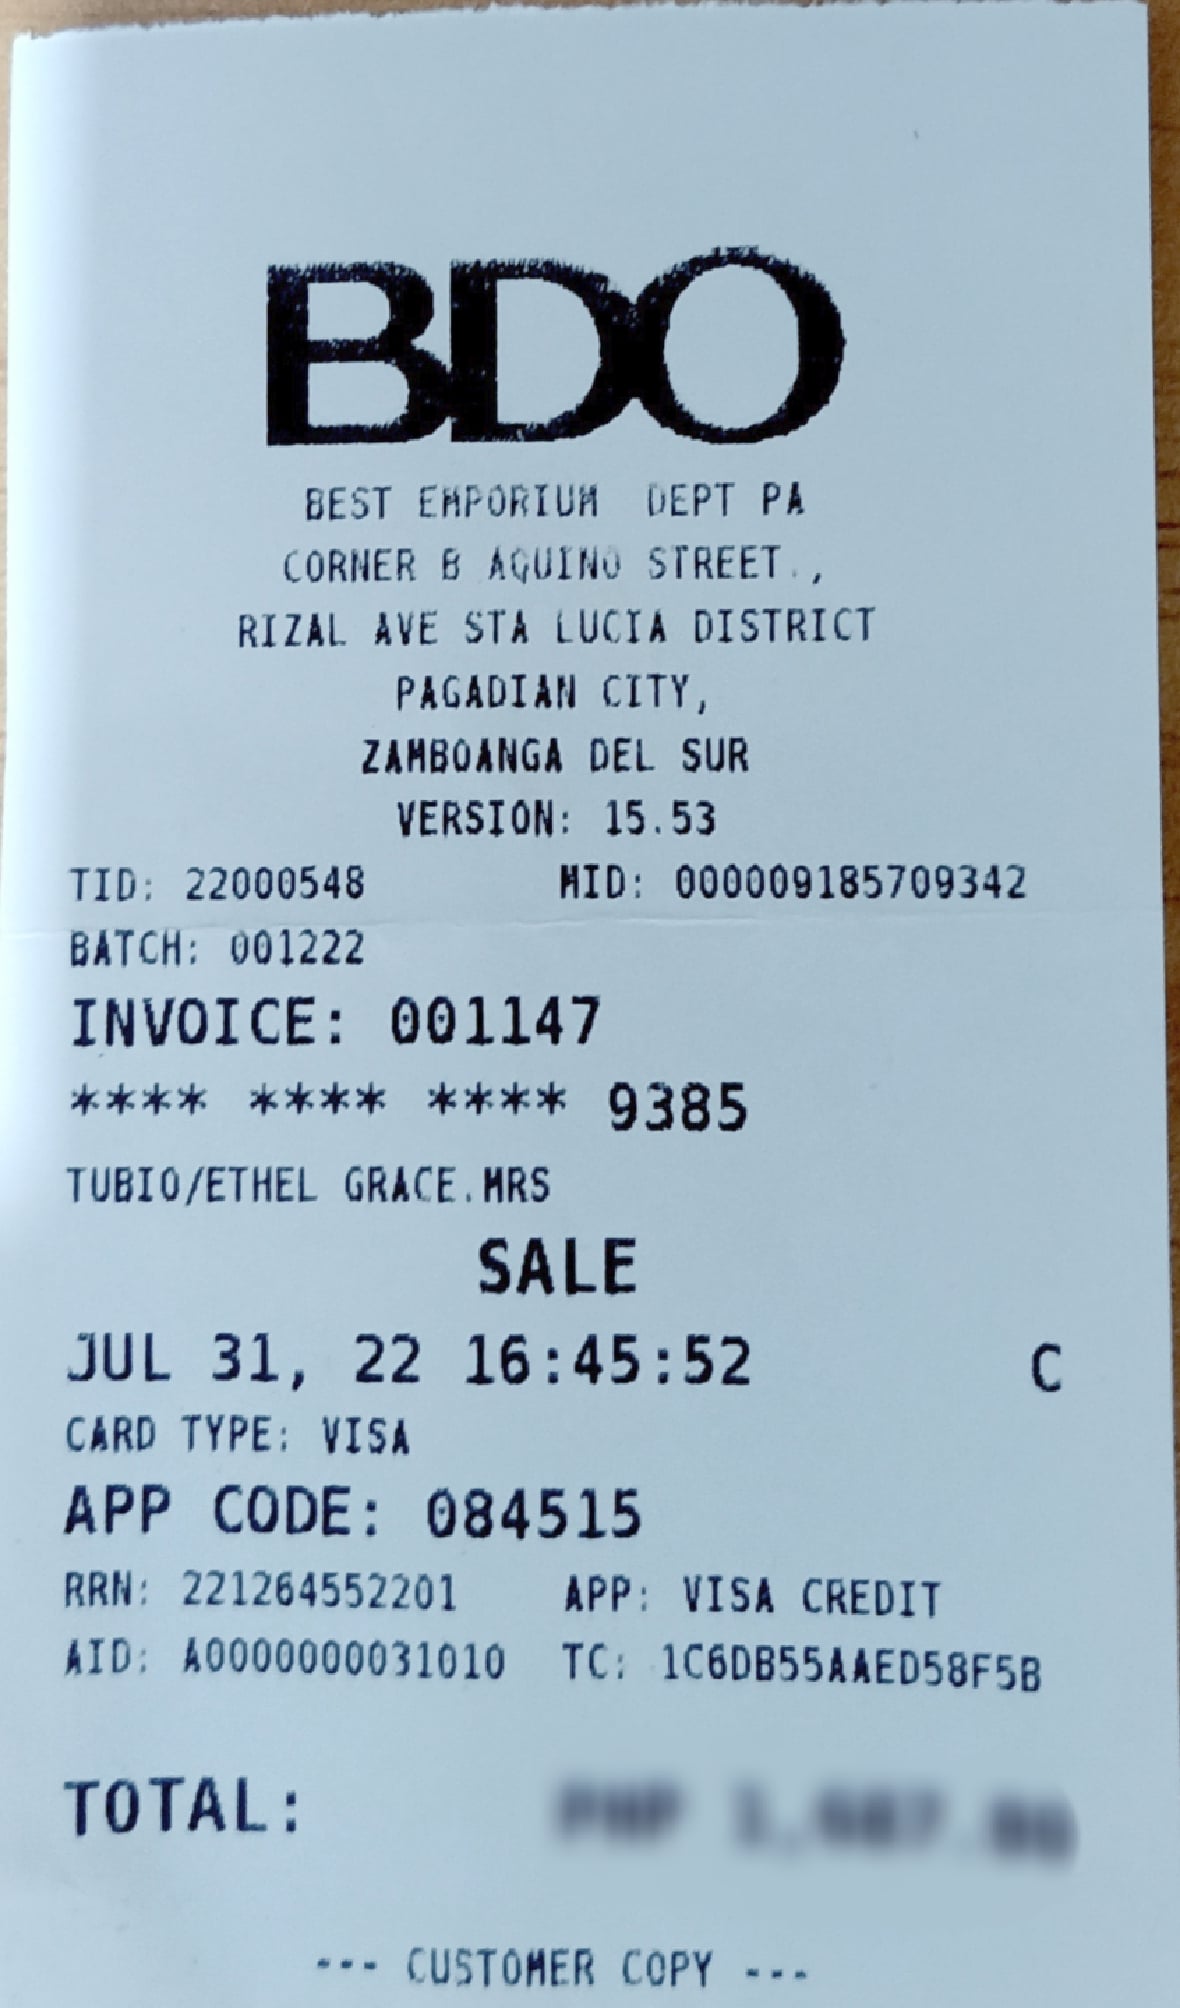 BDO
BEST EMPORIUM DEPT PA
CORNER B AQUINO STREET.,
RIZAL AVE STA LUCIA DISTRICT
PAGADIAN CITY,
ZAMBOANGA DEL SUR
VERSION: 15.53
TID: 22000548 MID: 000009185709342
BATCH: 001222
INVOICE: 001147
**** **** **** 9385
TUBIO/ETHEL GRACE.MRS
SALE
JUL 31, 22 16:45:52 C
CARD TYPE: VISA
APP CODE: 084515
RRN: 221264552201 APP: VISA CREDIT
AID: A0000000031010 TC: 1C6DB55AAED58F5B
TOTAL:
--- CUSTOMER COPY ---